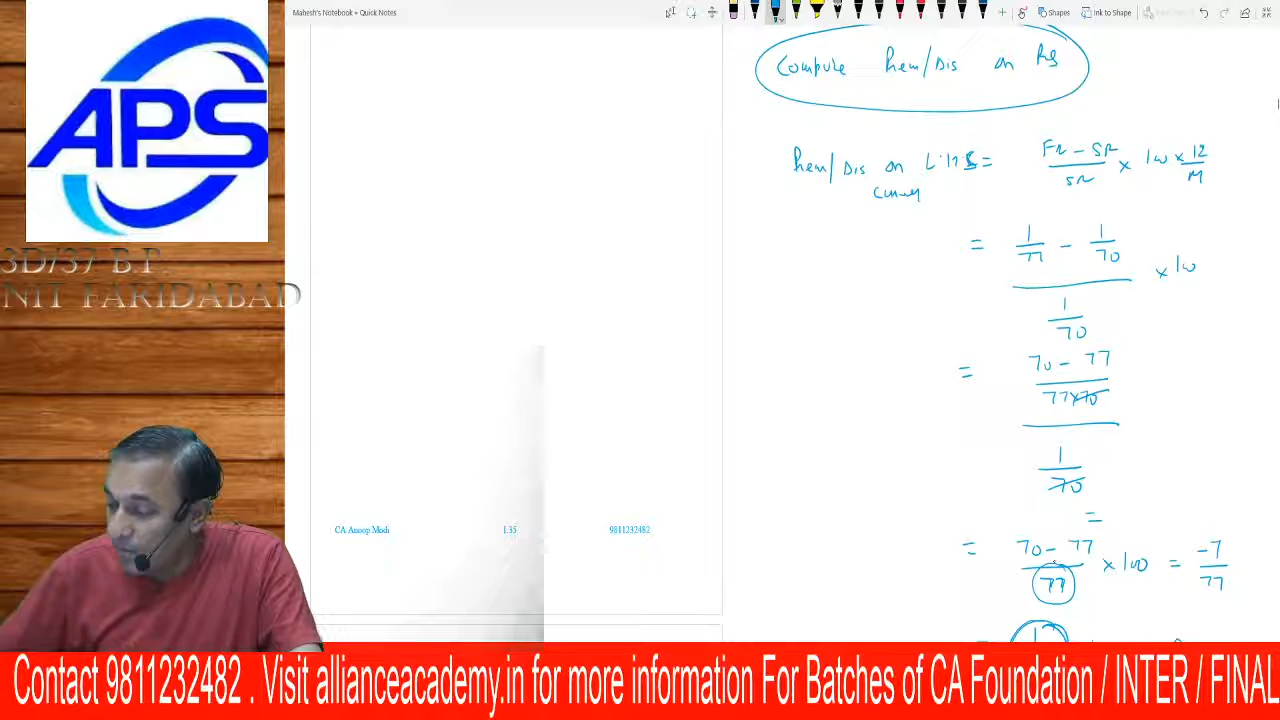 Mahesh's Notebook • Quick Notes
Shapes
Ink to Shape
APS
3D/37 B.P.
NIT FARIDABAD
Compute Prem/Dis on Rs
Prem/Dis on L.H.S = FR - SR / SR × 100 × 12 / M
Currency
= 1/77 - 1/70 × 100
1/70
= 70 - 77
77×70
1/70
=
= 70 - 77 / 77 × 100 = -7/77
CA Anoop Modi 1.35 9811232482
Contact 9811232482 . Visit allianceacademy.in for more information For Batches of CA Foundation / INTER / FINAL